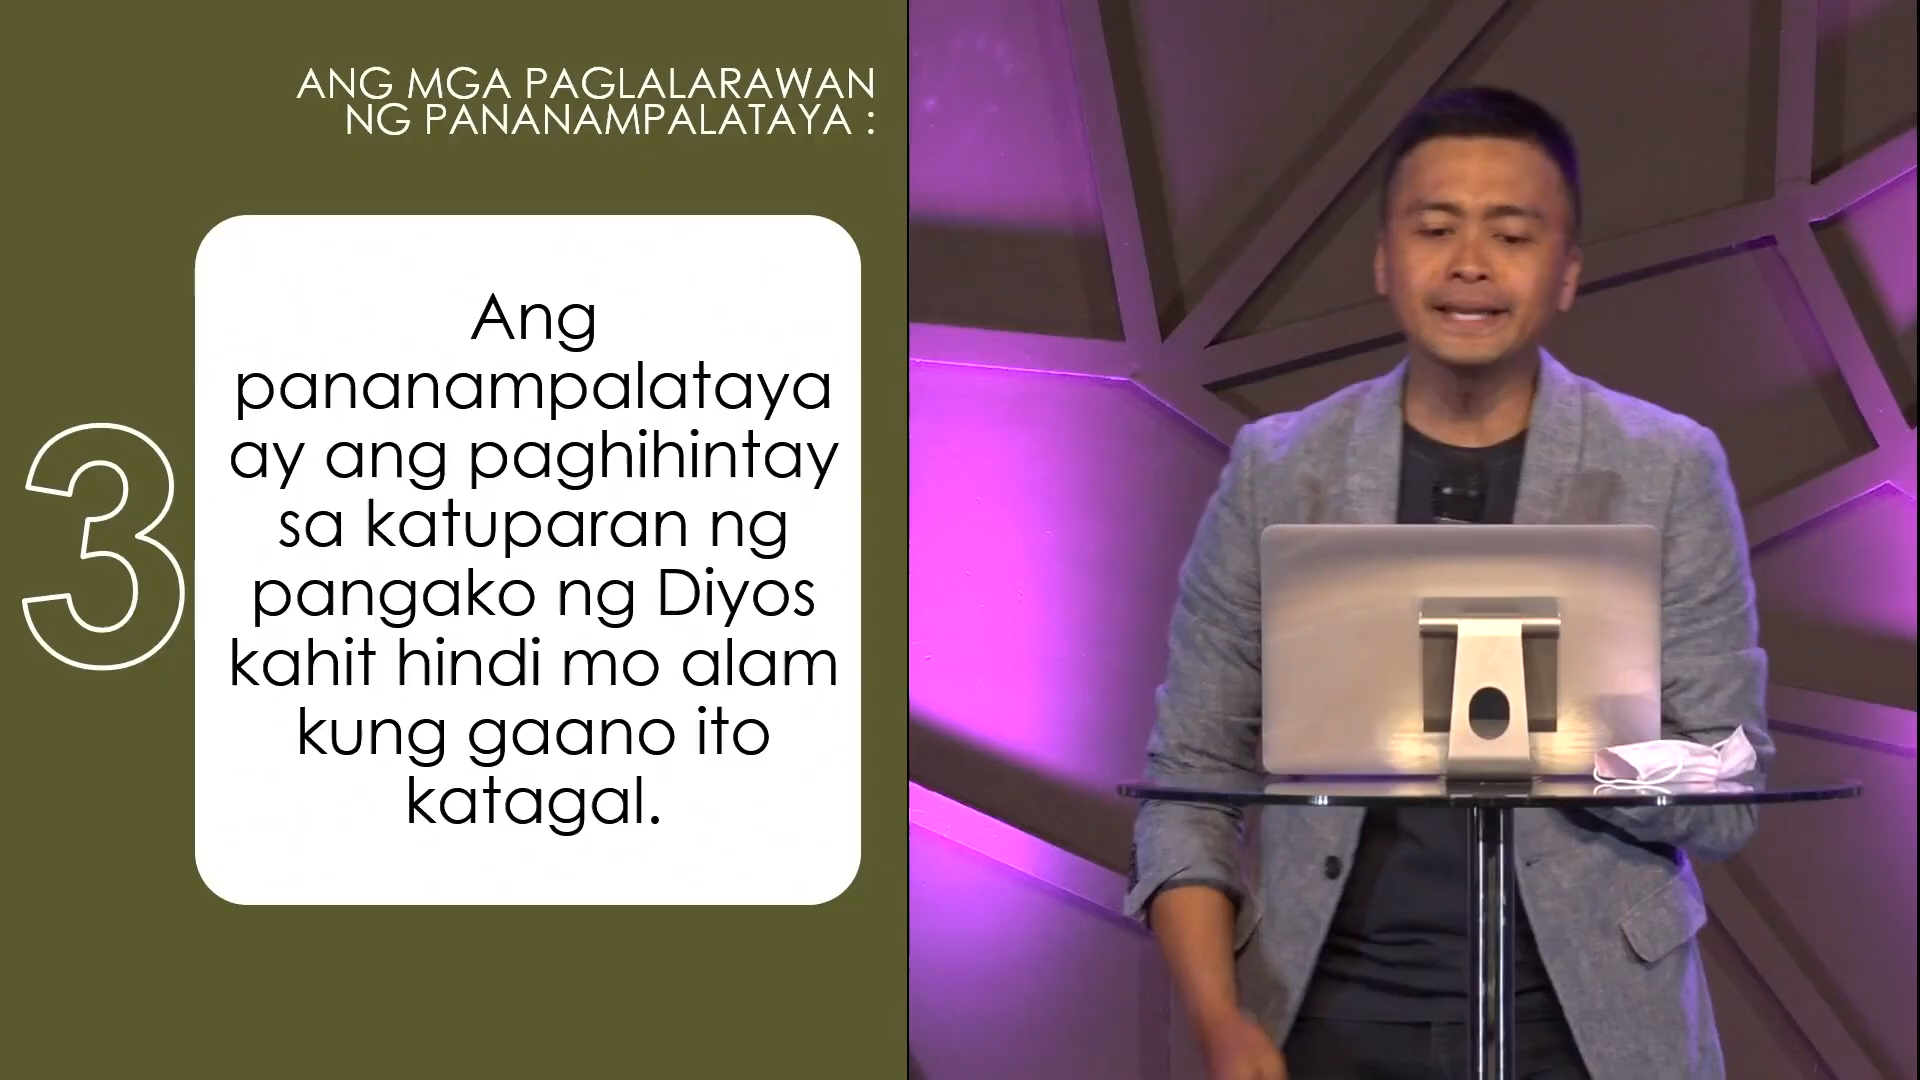 ANG MGA PAGLALARAWAN
NG PANANAMPALATAYA :
3
Ang
pananampalataya
ay ang paghihintay
sa katuparan ng
pangako ng Diyos
kahit hindi mo alam
kung gaano ito
katagal.